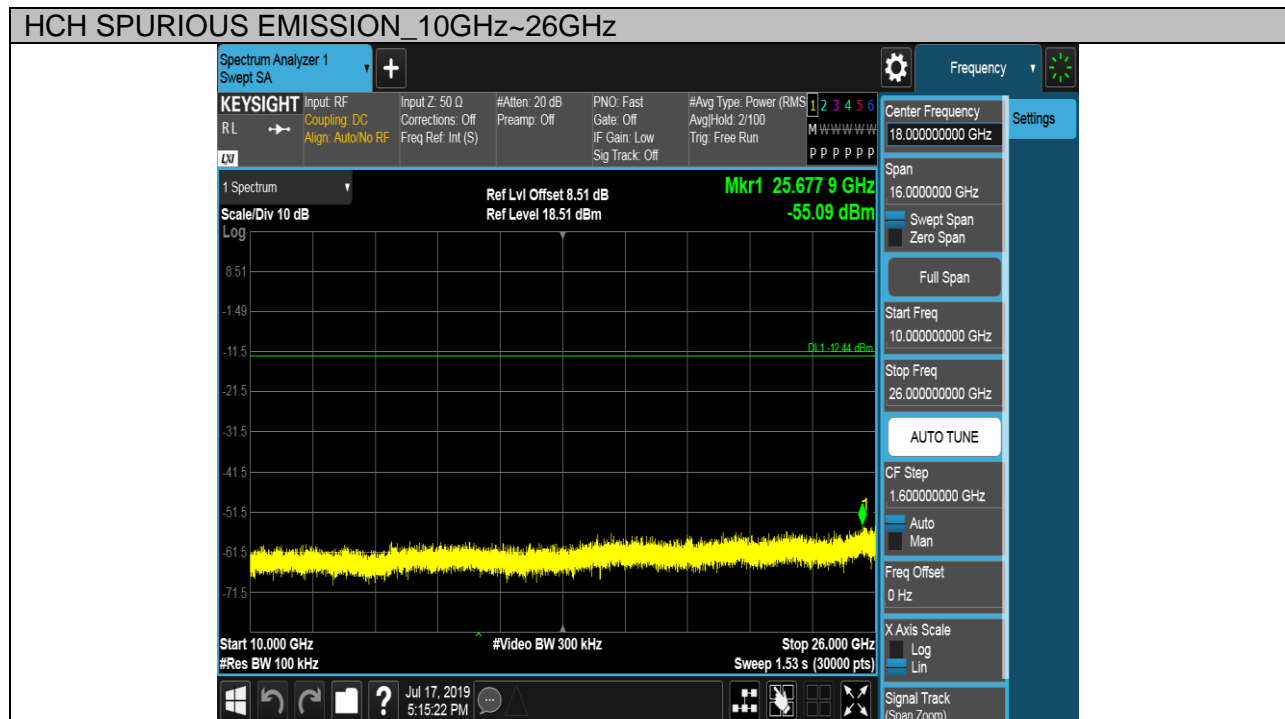 HCH SPURIOUS EMISSION_10GHz~26GHz
Spectrum Analyzer 1
Swept SA
+
Frequency
KEYSIGHT
RL
LXI
Input: RF
Coupling: DC
Align: Auto/No RF
Input Z: 50 Ω
Corrections: Off
Freq Ref: Int (S)
#Atten: 20 dB
Preamp: Off
PNO: Fast
Gate: Off
IF Gain: Low
Sig Track: Off
#Avg Type: Power (RMS
Avg|Hold: 2/100
Trig: Free Run
1 2 3 4 5 6
M W W W W W
P P P P P P
1 Spectrum
Scale/Div 10 dB
Ref Lvl Offset 8.51 dB
Ref Level 18.51 dBm
Mkr1 25.677 9 GHz
-55.09 dBm
Log
8.51
-1.49
-11.5
-21.5
-31.5
-41.5
-51.5
-61.5
-71.5
DL1 -12.44 dBm
1
Start 10.000 GHz
#Res BW 100 kHz
#Video BW 300 kHz
Stop 26.000 GHz
Sweep 1.53 s (30000 pts)
?
Jul 17, 2019
5:15:22 PM
Settings
Center Frequency
18.00000000 GHz
Span
16.0000000 GHz
Swept Span
Zero Span
Full Span
Start Freq
10.000000000 GHz
Stop Freq
26.000000000 GHz
AUTO TUNE
CF Step
1.600000000 GHz
Auto
Man
Freq Offset
0 Hz
X Axis Scale
Log
Lin
Signal Track
(Span Zoom)